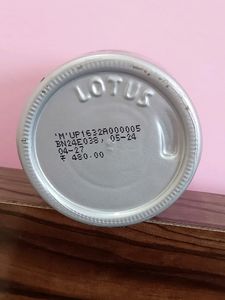 LOTUS
'M'UP1632A000005
BN24E038, 05-24
04-27
₹ 480.00